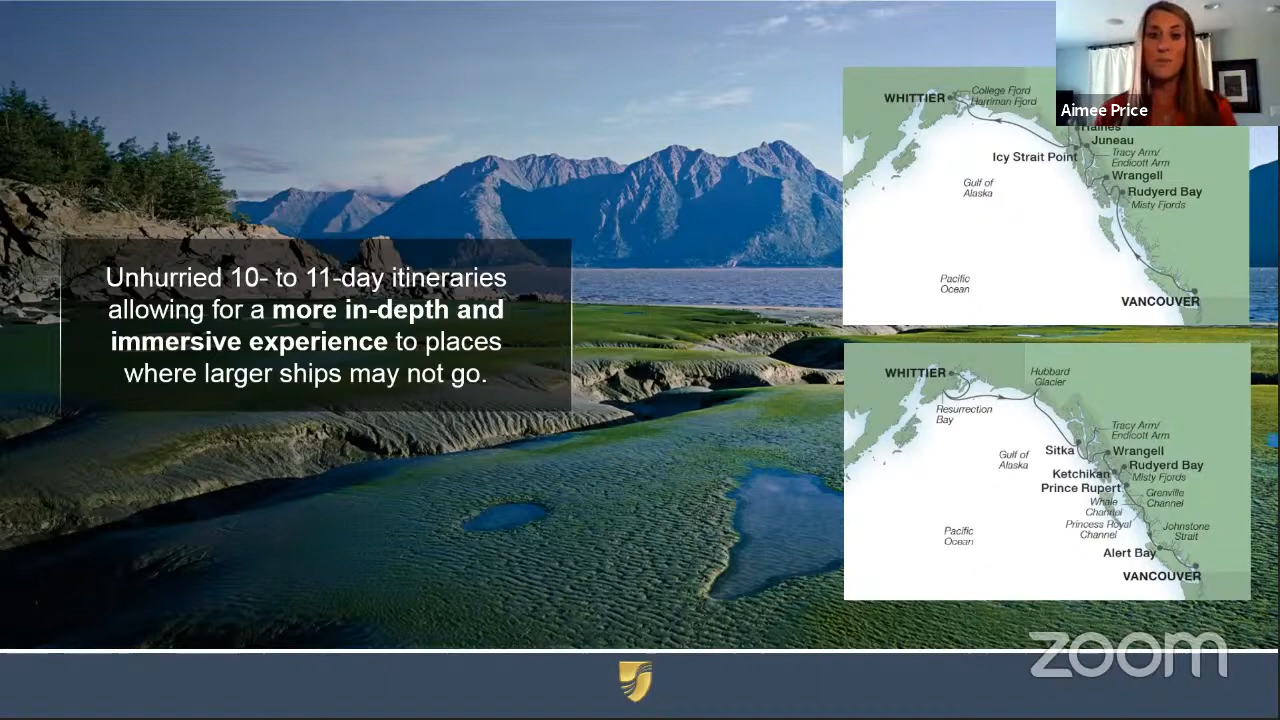 Aimee Price
Unhurried 10- to 11-day itineraries
allowing for a more in-depth and
immersive experience to places
where larger ships may not go.
WHITTIER
College Fjord
Harriman Fjord
Haines
Juneau
Icy Strait Point
Tracy Arm/
Endicott Arm
Wrangell
Gulf of
Alaska
Rudyerd Bay
Misty Fjords
Pacific
Ocean
VANCOUVER
WHITTIER
Hubbard
Glacier
Resurrection
Bay
Tracy Arm/
Endicott Arm
Sitka
Wrangell
Gulf of
Alaska
Rudyerd Bay
Ketchikan
Misty Fjords
Prince Rupert
Grenville
Channel
Whale
Channel
Princess Royal
Channel
Johnstone
Strait
Pacific
Ocean
Alert Bay
VANCOUVER
zoom